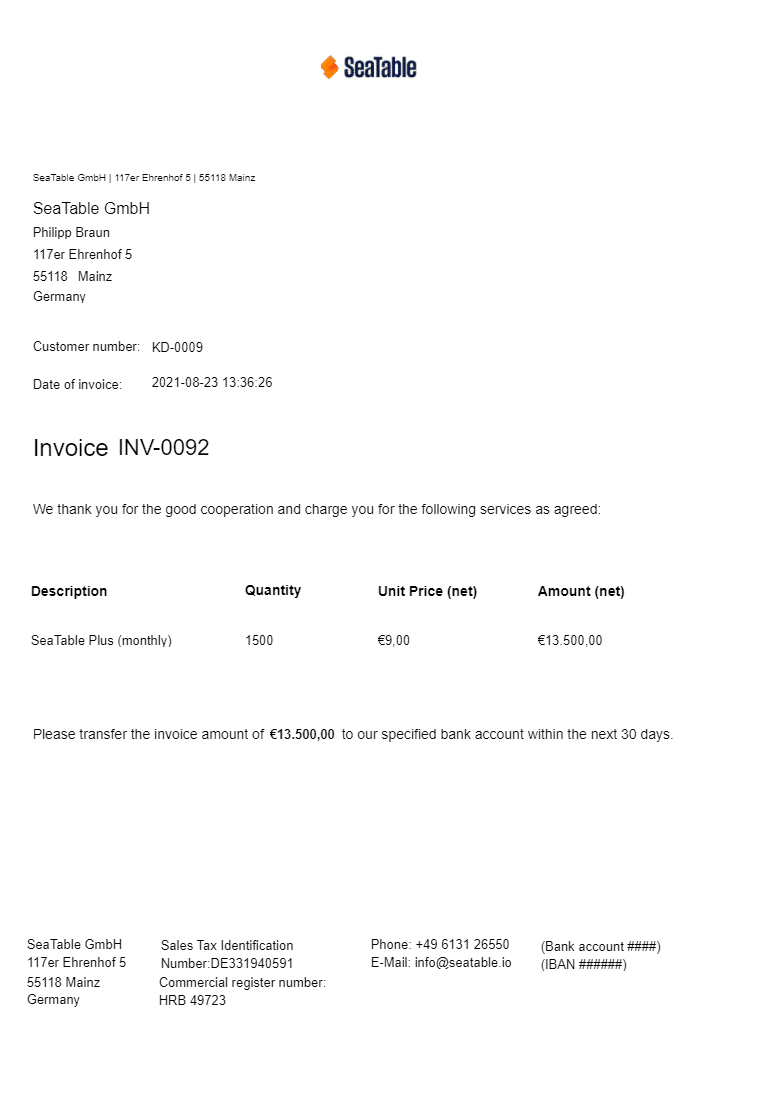 SeaTable
SeaTable GmbH | 117er Ehrenhof 5 | 55118 Mainz
SeaTable GmbH
Philipp Braun
117er Ehrenhof 5
55118 Mainz
Germany
Customer number: KD-0009
Date of invoice: 2021-08-23 13:36:26
Invoice INV-0092
We thank you for the good cooperation and charge you for the following services as agreed:
Description Quantity Unit Price (net) Amount (net)
SeaTable Plus (monthly) 1500 €9,00 €13.500,00
Please transfer the invoice amount of €13.500,00 to our specified bank account within the next 30 days.
SeaTable GmbH Sales Tax Identification Phone: +49 6131 26550 (Bank account ####)
117er Ehrenhof 5 Number:DE331940591 E-Mail: info@seatable.io (IBAN ######)
55118 Mainz Commercial register number:
Germany HRB 49723